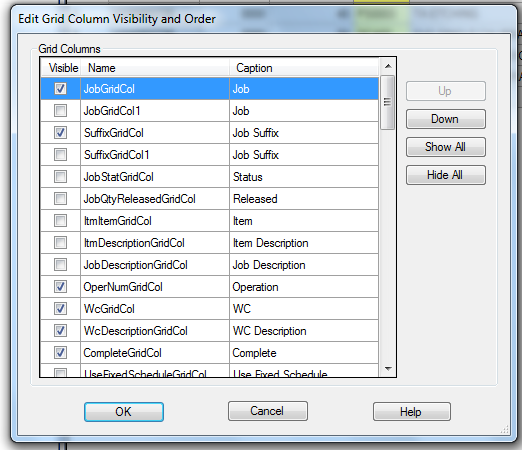 Edit Grid Column Visibility and Order
Grid Columns
Visible Name Caption
JobGridCol Job
JobGridCol1 Job
SuffixGridCol Job Suffix
SuffixGridCol1 Job Suffix
JobStatGridCol Status
JobQtyReleasedGridCol Released
ItmItemGridCol Item
ItmDescriptionGridCol Item Description
JobDescriptionGridCol Job Description
OperNumGridCol Operation
WcGridCol WC
WcDescriptionGridCol WC Description
CompleteGridCol Complete
UseFixedScheduleGridCol Use Fixed Schedule
Up
Down
Show All
Hide All
OK Cancel Help